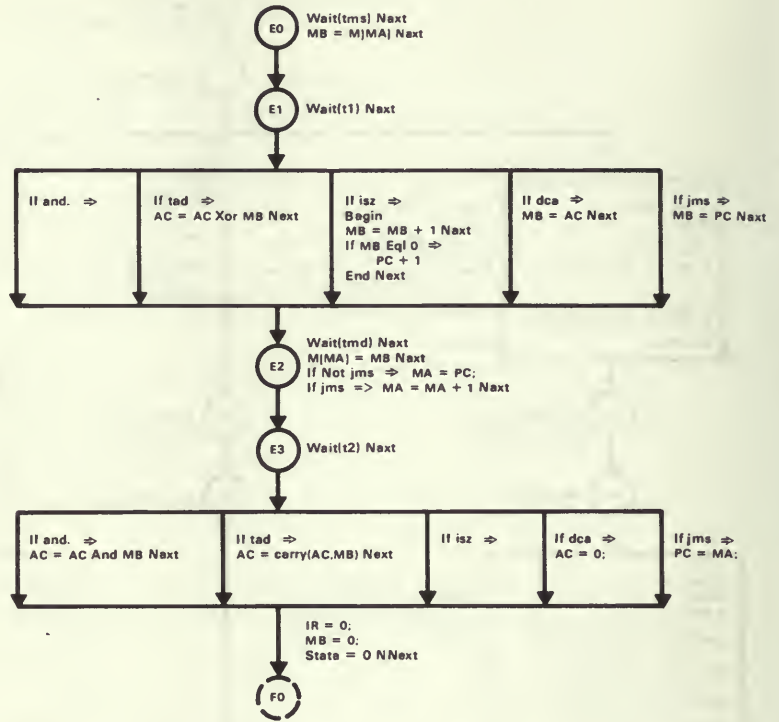 E0
Wait(tms) Next
MB = M[MA] Next
E1
Wait(t1) Next
If and. ⇒
If tad ⇒
AC = AC Xor MB Next
If isz ⇒
Begin
MB = MB + 1 Next
If MB Eql 0 ⇒
PC + 1
End Next
If dca ⇒
MB = AC Next
If jms ⇒
MB = PC Next
E2
Wait(tmd) Next
M[MA] = MB Next
If Not jms ⇒ MA = PC;
If jms => MA = MA + 1 Next
E3
Wait(t2) Next
If and. ⇒
AC = AC And MB Next
If tad ⇒
AC = carry(AC,MB) Next
If isz ⇒
If dca ⇒
AC = 0;
If jms ⇒
PC = MA;
IR = 0;
MB = 0;
State = 0 NNext
F0